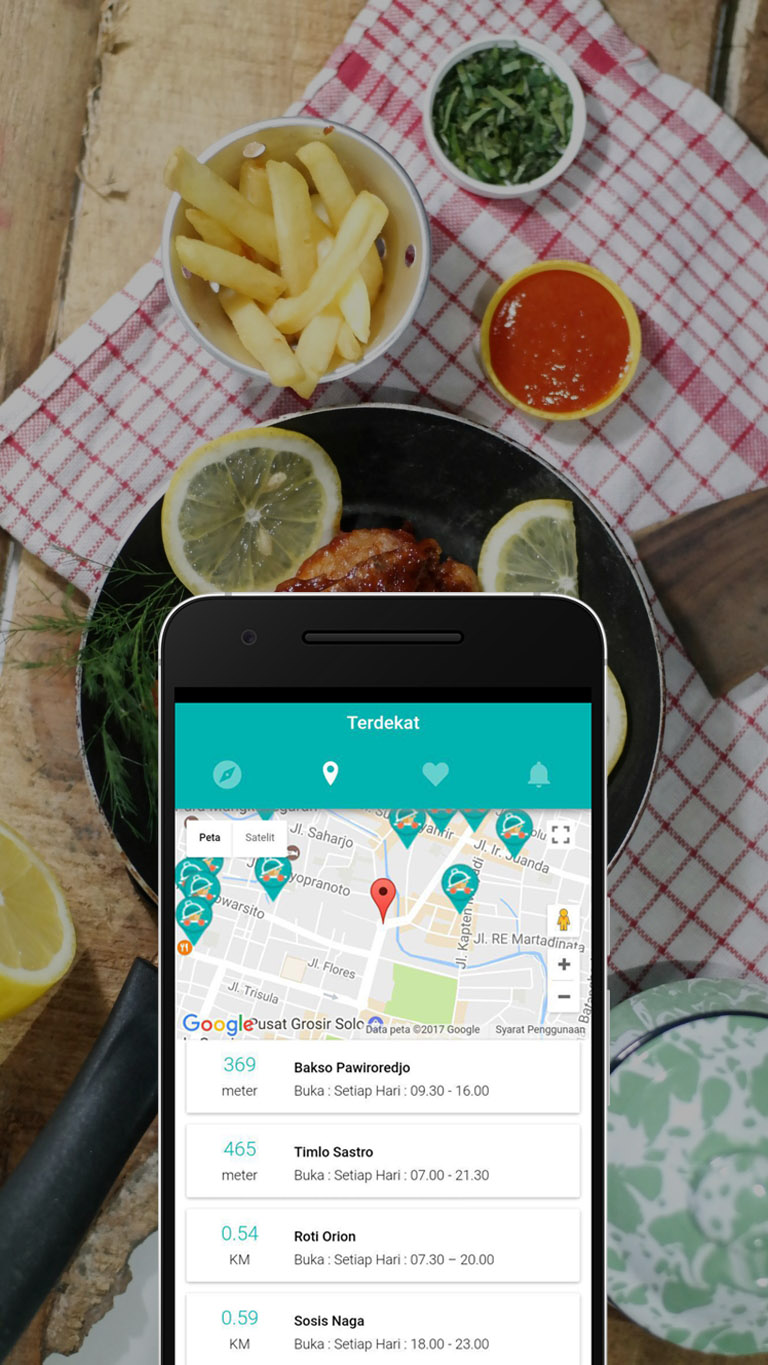 Terdekat
Peta
Satelit
Jl. Saharjo
Jl. Ir. Juanda
Jl. Kapten
Jl. RE Martadinata
Jl. Flores
Jl. Trisula
Google
Pusat Grosir Solo
Data peta ©2017 Google
Syarat Penggunaan
369
meter
Bakso Pawiroredjo
Buka : Setiap Hari : 09.30 - 16.00
465
meter
Timlo Sastro
Buka : Setiap Hari : 07.00 - 21.30
0.54
KM
Roti Orion
Buka : Setiap Hari : 07.30 – 20.00
0.59
KM
Sosis Naga
Buka : Setiap Hari : 18.00 - 23.00